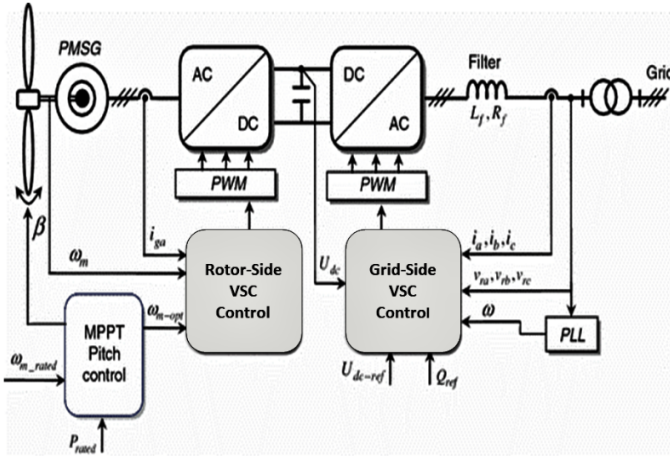 PMSG
AC
DC
DC
AC
Filter
L_f, R_f
Grid
PWM
PWM
β
ω_m
i_ga
Rotor-Side
VSC
Control
U_dc
Grid-Side
VSC
Control
i_a, i_b, i_c
v_ra, v_rb, v_rc
ω
PLL
MPPT
Pitch
control
ω_m-opt
ω_m_rated
P_rated
U_dc-ref
Q_ref